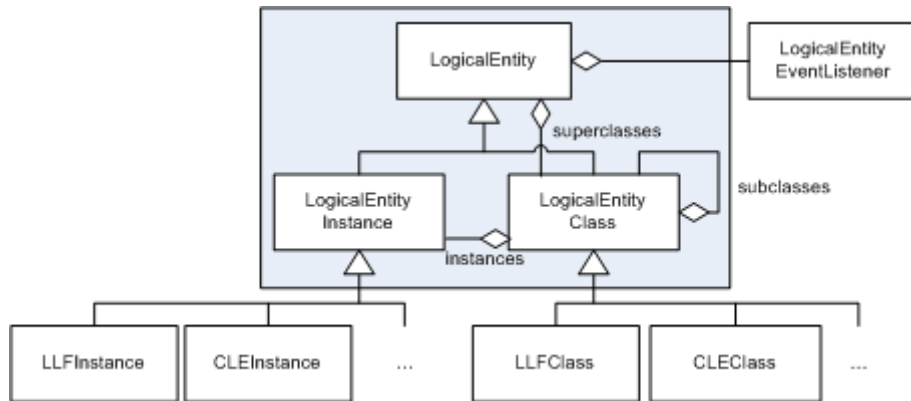 LogicalEntity
LogicalEntity
EventListener
superclasses
LogicalEntity
Instance
LogicalEntity
Class
subclasses
instances
LLFInstance
CLEInstance
...
LLFClass
CLEClass
...